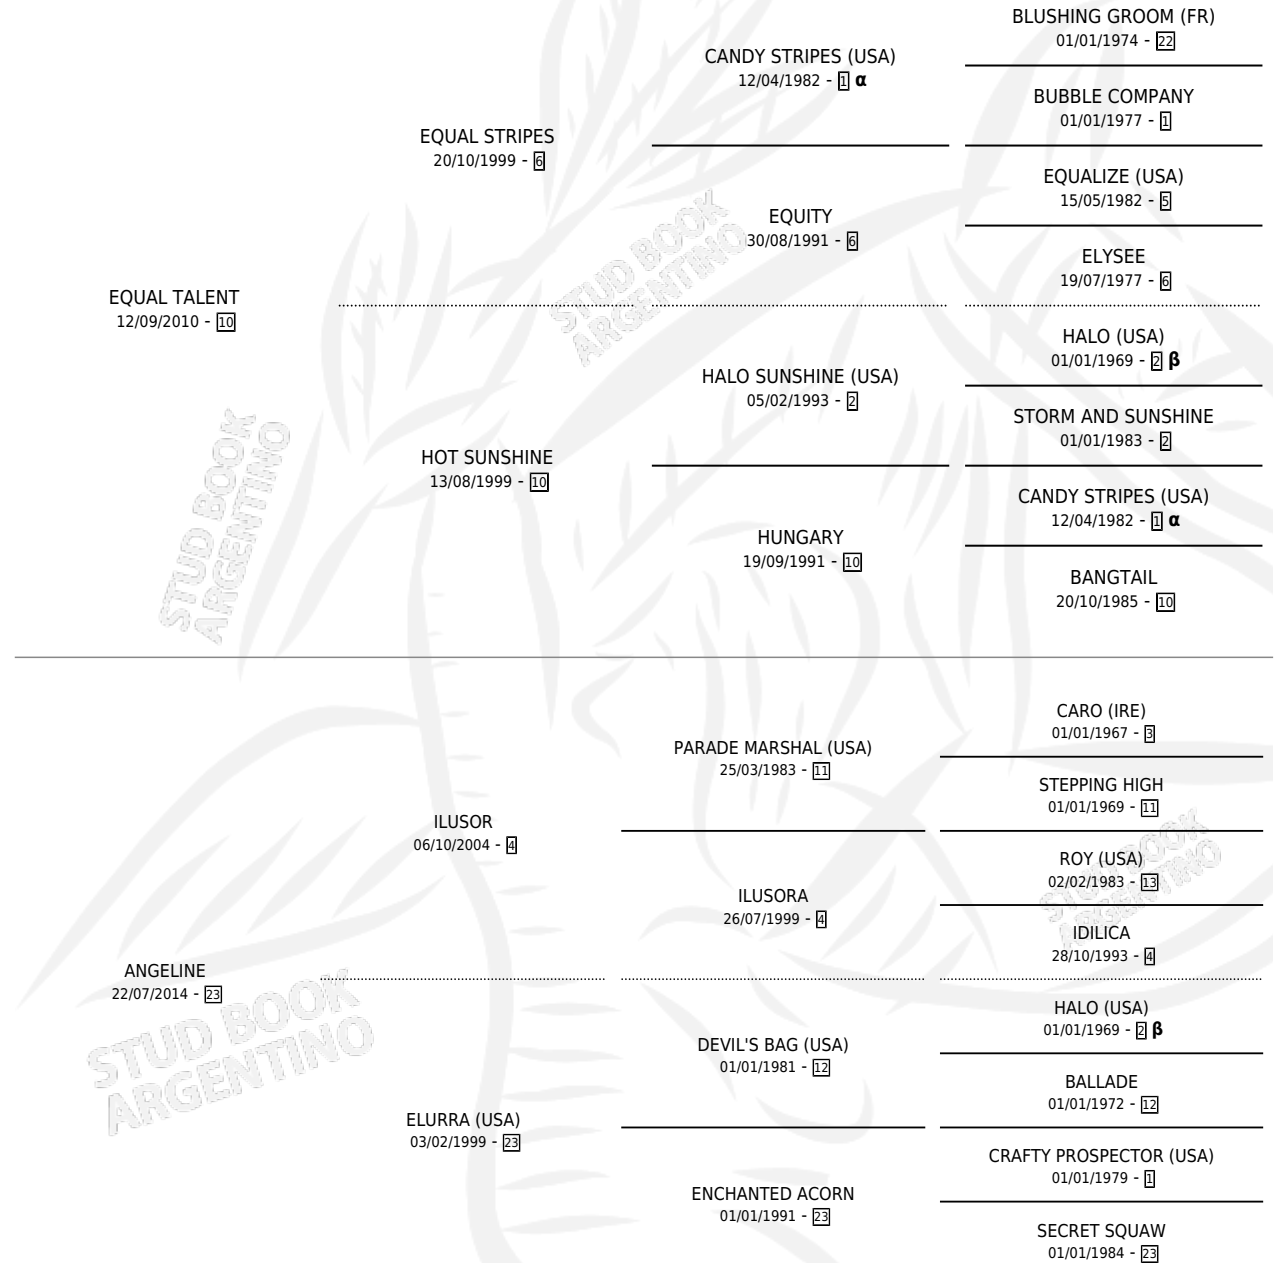 BLUSHING GROOM (FR)
01/01/1974 - 22
CANDY STRIPES (USA)
12/04/1982 - 1 α
BUBBLE COMPANY
01/01/1977 - 1
EQUAL STRIPES
20/10/1999 - 6
EQUALIZE (USA)
15/05/1982 - 5
EQUITY
30/08/1991 - 6
ELYSEE
19/07/1977 - 6
EQUAL TALENT
12/09/2010 - 10
HALO (USA)
01/01/1969 - 2 β
HALO SUNSHINE (USA)
05/02/1993 - 2
STORM AND SUNSHINE
01/01/1983 - 2
HOT SUNSHINE
13/08/1999 - 10
CANDY STRIPES (USA)
12/04/1982 - 1 α
HUNGARY
19/09/1991 - 10
BANGTAIL
20/10/1985 - 10
CARO (IRE)
01/01/1967 - 3
PARADE MARSHAL (USA)
25/03/1983 - 11
STEPPING HIGH
01/01/1969 - 11
ILUSOR
06/10/2004 - 4
ROY (USA)
02/02/1983 - 13
ILUSORA
26/07/1999 - 4
IDILICA
28/10/1993 - 4
ANGELINE
22/07/2014 - 23
HALO (USA)
01/01/1969 - 2 β
DEVIL'S BAG (USA)
01/01/1981 - 12
BALLADE
01/01/1972 - 12
ELURRA (USA)
03/02/1999 - 23
CRAFTY PROSPECTOR (USA)
01/01/1979 - 1
ENCHANTED ACORN
01/01/1991 - 23
SECRET SQUAW
01/01/1984 - 23
STUD BOOK
ARGENTINO
STUD BOOK
ARGENTINO
STUD BOOK
ARGENTINO
STUD BOOK
ARGENTINO